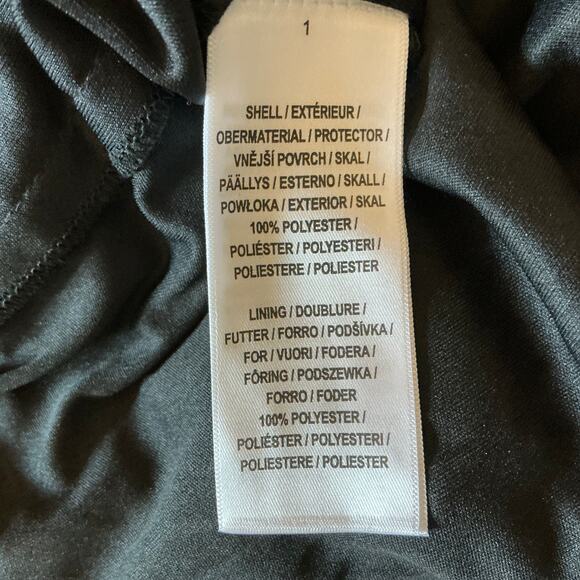 1
SHELL / EXTÉRIEUR /
OBERMATERIAL / PROTECTOR /
VNĚJŠÍ POVRCH / SKAL /
PÄÄLLYS / ESTERNO / SKALL /
POWŁOKA / EXTERIOR / SKAL
100% POLYESTER /
POLIÉSTER / POLYESTERI /
POLIESTERE / POLIESTER
LINING / DOUBLURE /
FUTTER / FORRO / PODŠÍVKA /
FOR / VUORI / FODERA /
FÔRING / PODSZEWKA /
FORRO / FODER
100% POLYESTER /
POLIÉSTER / POLYESTERI /
POLIESTERE / POLIESTER